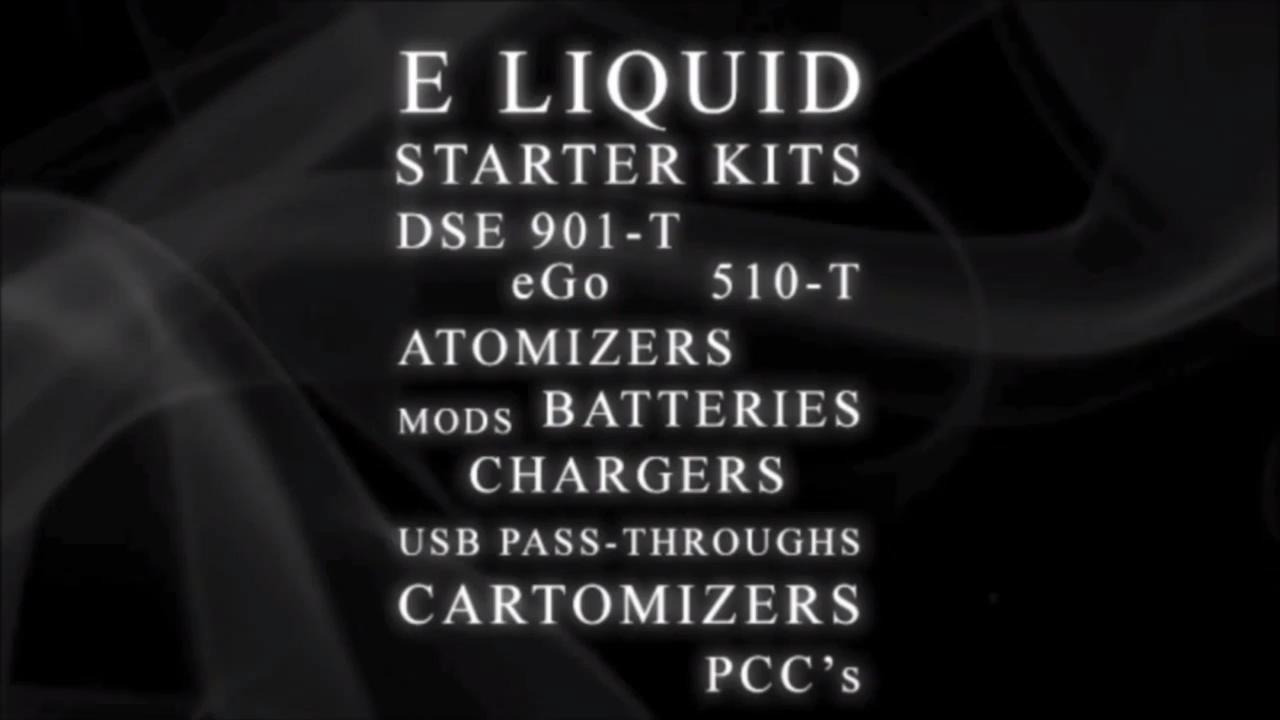 E LIQUID
STARTER KITS
DSE 901-T
eGo 510-T
ATOMIZERS
MODS BATTERIES
CHARGERS
USB PASS-THROUGHS
CARTOMIZERS
PCC’s